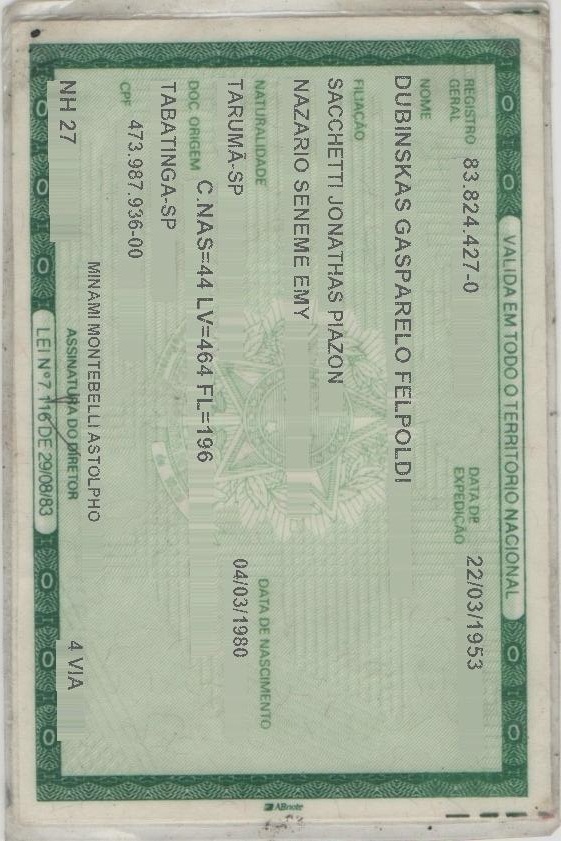 VALIDA EM TODO O TERRITORIO NACIONAL
REGISTRO GERAL 83.824.427-0 DATA DE EXPEDIÇÃO 22/03/1953
NOME
DUBINSKAS GASPARELO FELPOLDI
FILIAÇÃO
SACCHETTI JONATHAS PIAZON
NAZARIO SENEME EMY
NATURALIDADE DATA DE NASCIMENTO
TARUMÃ-SP 04/03/1980
DOC ORIGEM C.NAS=44 LV=464 FL=196
TABATINGA-SP
CPF 473.987.936-00
MINAMI MONTEBELLI ASTOLPHO
NH 27 ASSINATURA DO DIRETOR 4 VIA
LEI Nº 7.116 DE 29/08/83
ABnote